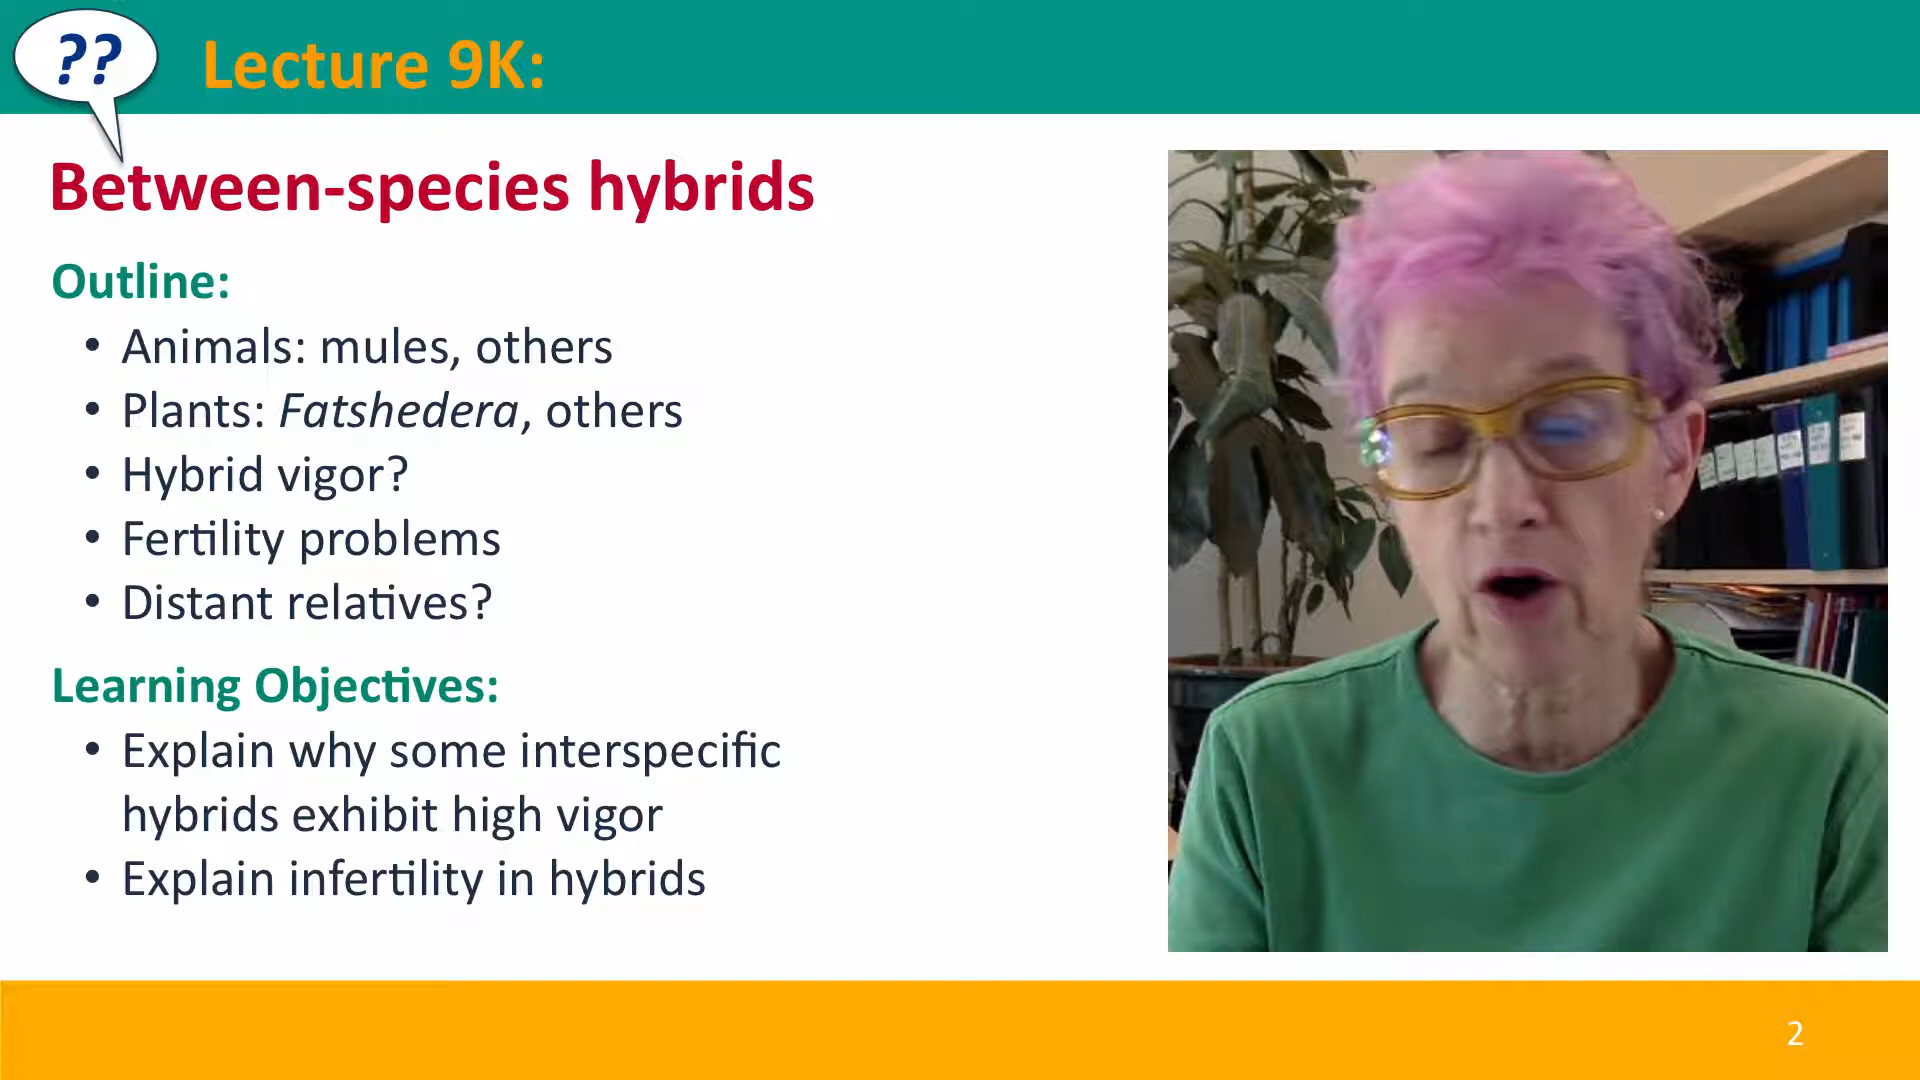 ??
Lecture 9K:
Between-species hybrids
Outline:
• Animals: mules, others
• Plants: Fatshedera, others
• Hybrid vigor?
• Fertility problems
• Distant relatives?
Learning Objectives:
• Explain why some interspecific
hybrids exhibit high vigor
• Explain infertility in hybrids
2